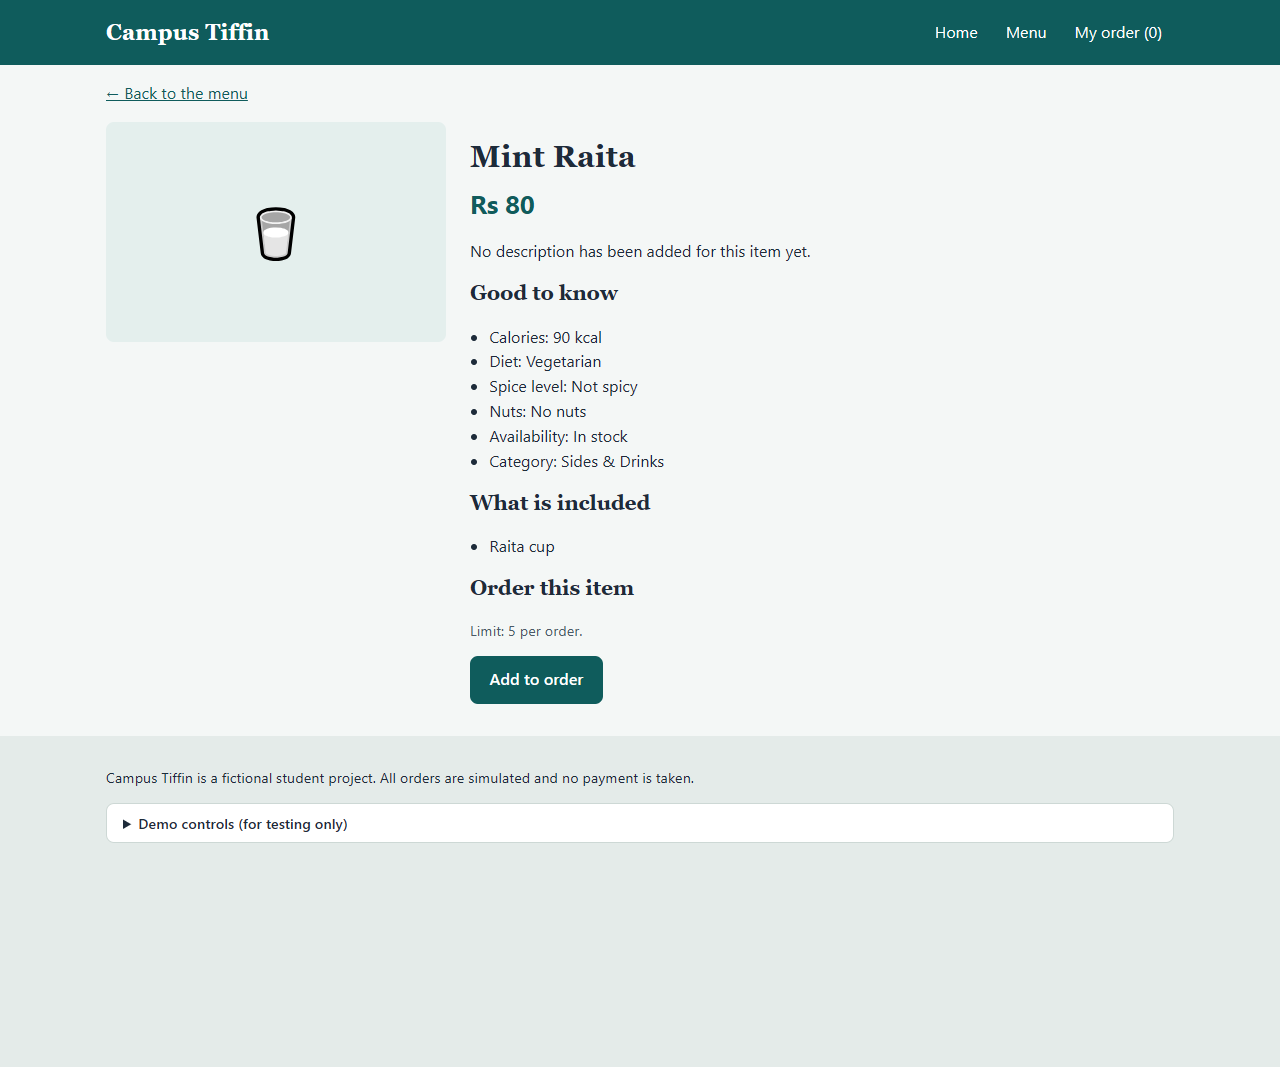 Campus Tiffin
Home Menu My order (0)
← Back to the menu
Mint Raita
Rs 80
No description has been added for this item yet.
Good to know
• Calories: 90 kcal
• Diet: Vegetarian
• Spice level: Not spicy
• Nuts: No nuts
• Availability: In stock
• Category: Sides & Drinks
What is included
• Raita cup
Order this item
Limit: 5 per order.
Add to order
Campus Tiffin is a fictional student project. All orders are simulated and no payment is taken.
▶ Demo controls (for testing only)